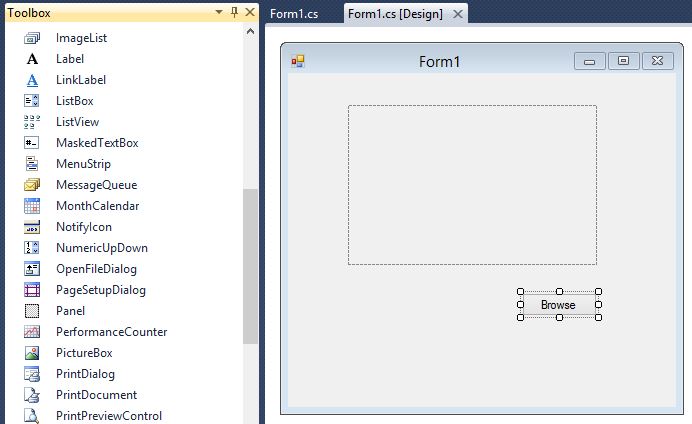 Toolbox
ImageList
A Label
A LinkLabel
ListBox
ListView
MaskedTextBox
MenuStrip
MessageQueue
MonthCalendar
NotifyIcon
NumericUpDown
OpenFileDialog
PageSetupDialog
Panel
PerformanceCounter
PictureBox
PrintDialog
PrintDocument
PrintPreviewControl
Form1.cs
Form1.cs [Design]
Form1
Browse